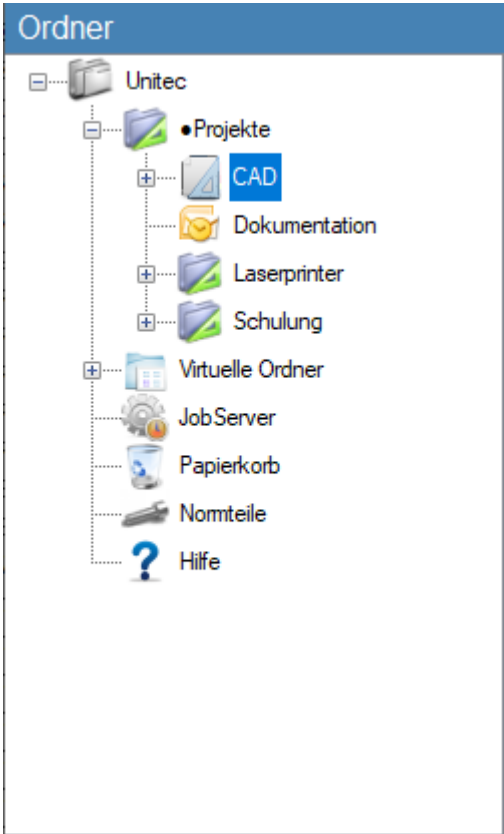 Ordner
Unitec
●Projekte
CAD
Dokumentation
Laserprinter
Schulung
Virtuelle Ordner
JobServer
Papierkorb
Normteile
Hilfe